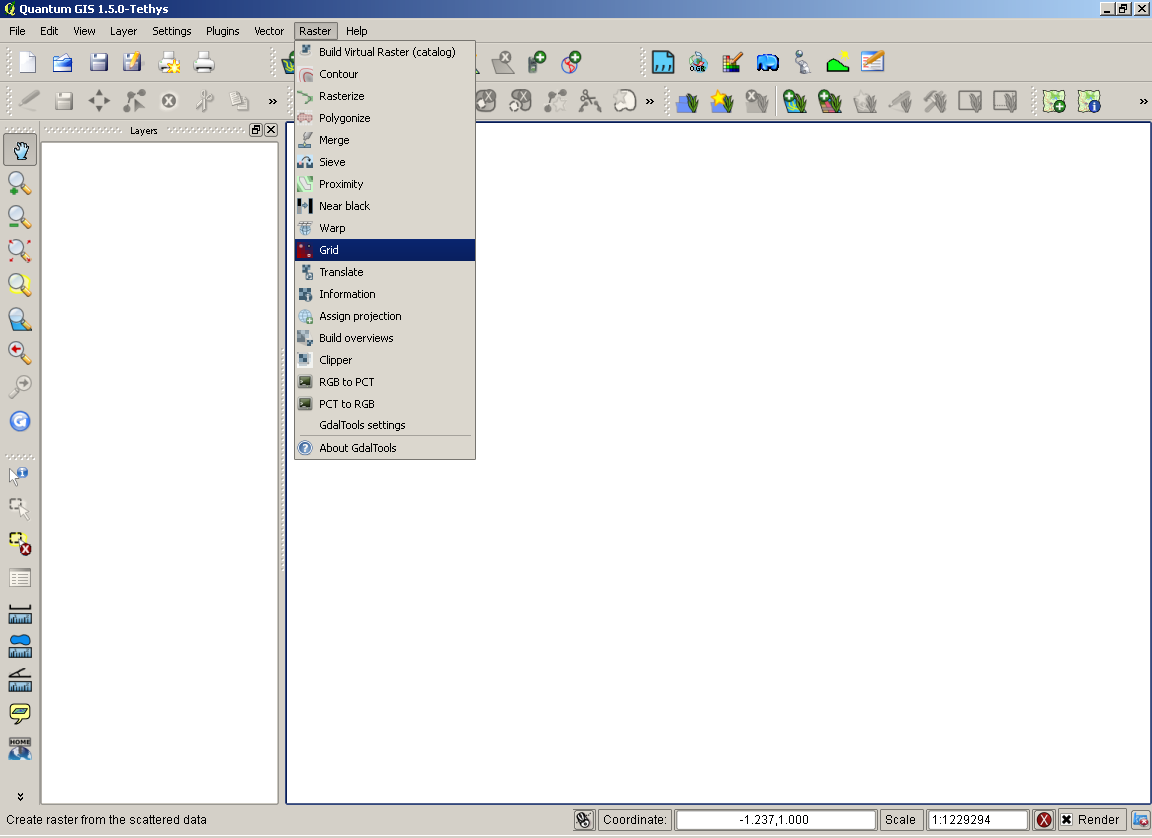 Quantum GIS 1.5.0-Tethys
File Edit View Layer Settings Plugins Vector Raster Help
Build Virtual Raster (catalog)
Contour
Rasterize
Polygonize
Merge
Sieve
Proximity
Near black
Warp
Grid
Translate
Information
Assign projection
Build overviews
Clipper
RGB to PCT
PCT to RGB
GdalTools settings
About GdalTools
Layers
HOME
Create raster from the scattered data
Coordinate: -1.237,1.000 Scale 1:1229294 Render